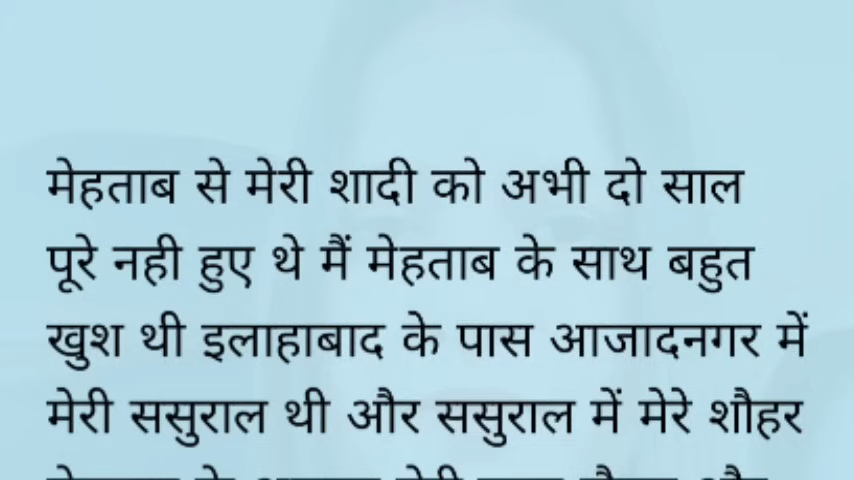 मेहताब से मेरी शादी को अभी दो साल
पूरे नही हुए थे मैं मेहताब के साथ बहुत
खुश थी इलाहाबाद के पास आजादनगर में
मेरी ससुराल थी और ससुराल में मेरे शौहर